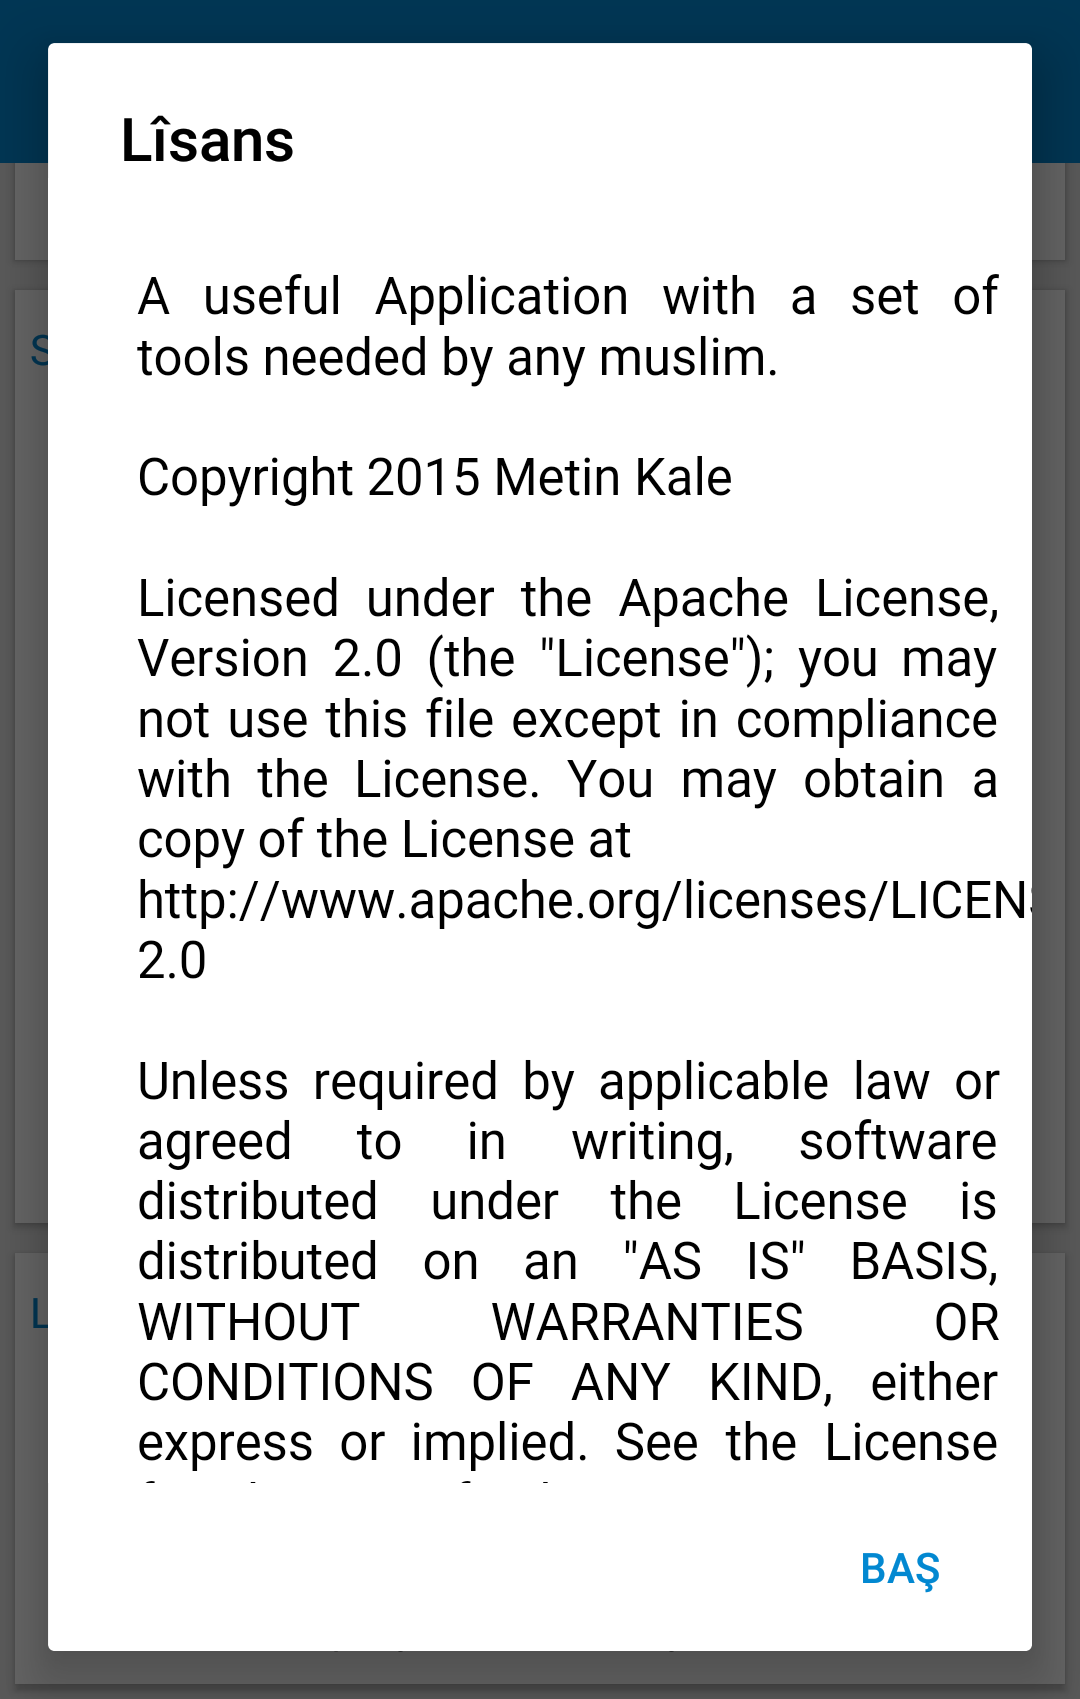 Lîsans
A useful Application with a set of
tools needed by any muslim.
Copyright 2015 Metin Kale
Licensed under the Apache License,
Version 2.0 (the "License"); you may
not use this file except in compliance
with the License. You may obtain a
copy of the License at
http://www.apache.org/licenses/LICENS
2.0
Unless required by applicable law or
agreed to in writing, software
distributed under the License is
distributed on an "AS IS" BASIS,
WITHOUT WARRANTIES OR
CONDITIONS OF ANY KIND, either
express or implied. See the License
BAŞ